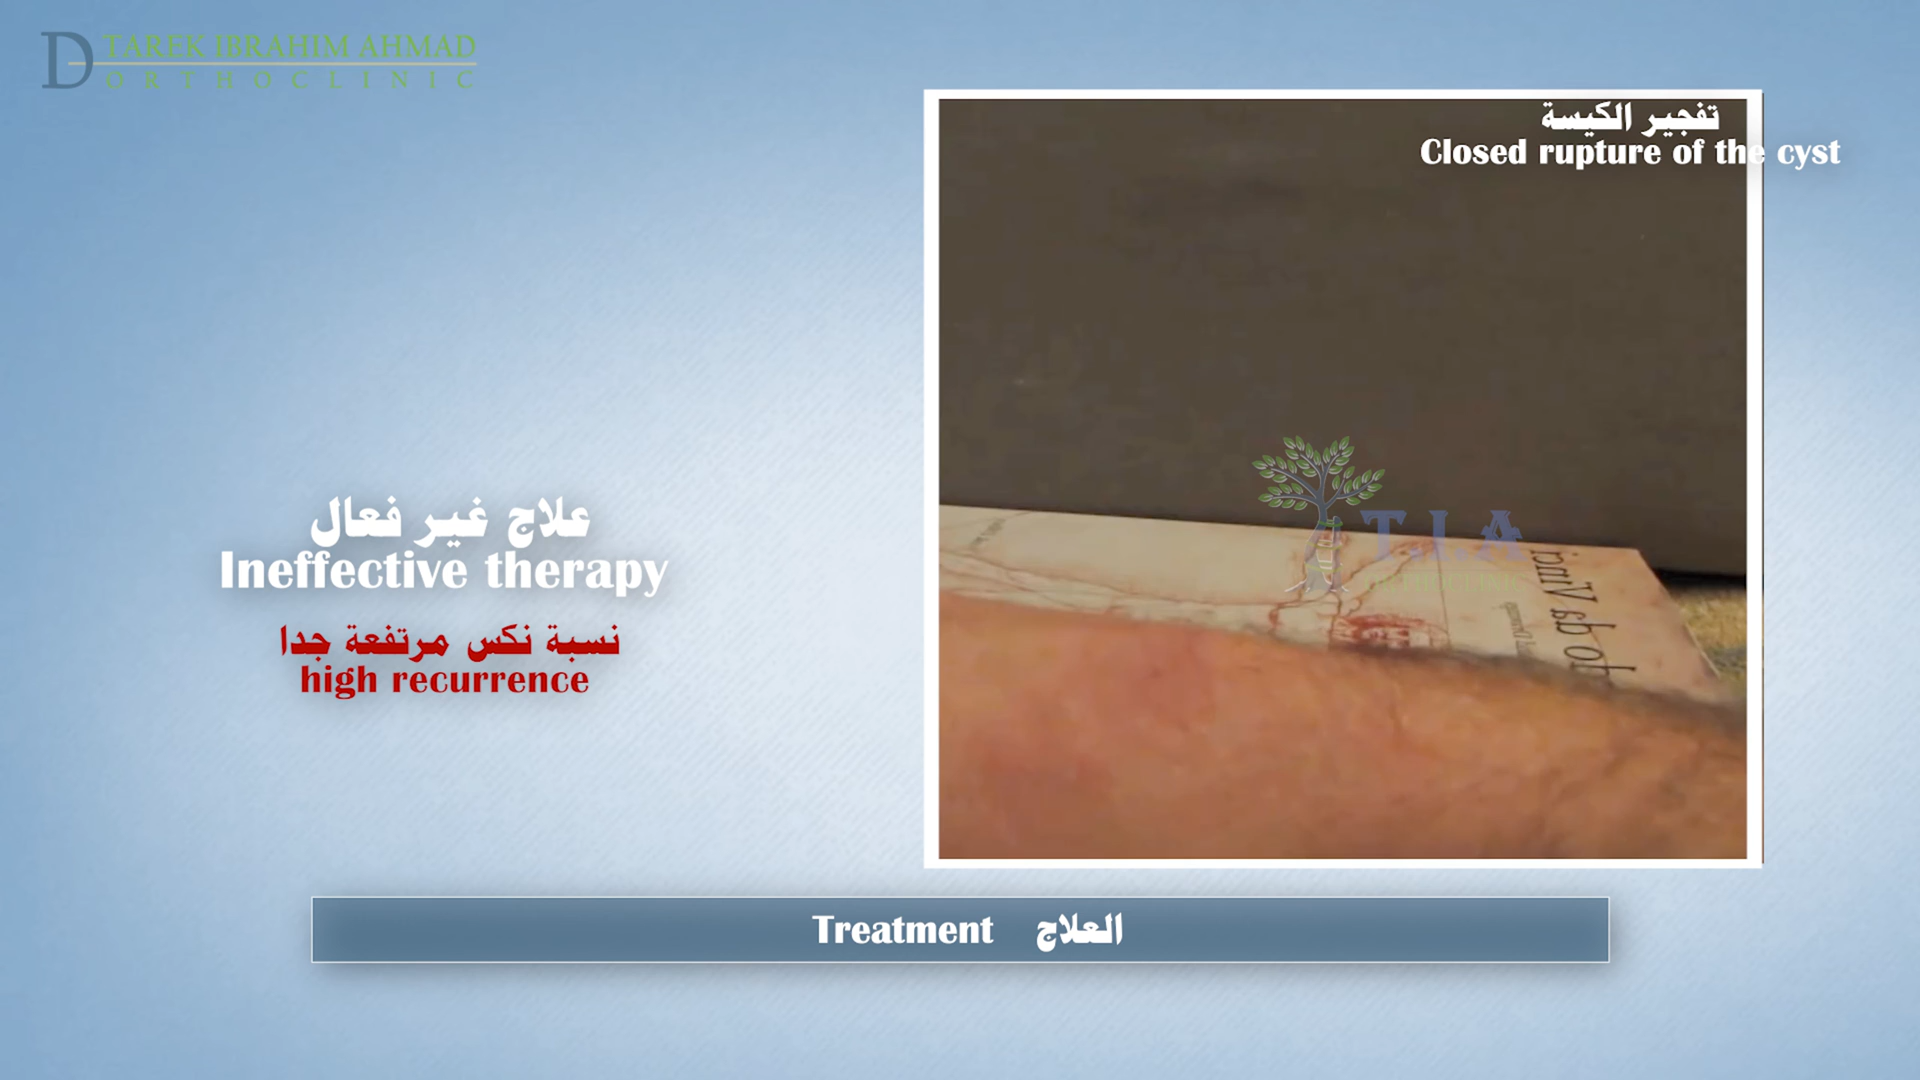 D TAREK IBRAHIM AHMAD
ORTHOCLINIC
تفجير الكيسة
Closed rupture of the cyst
T.I.A
ORTHOCLINIC
علاج غير فعال
Ineffective therapy
نسبة نكس مرتفعة جدا
high recurrence
Treatment العلاج